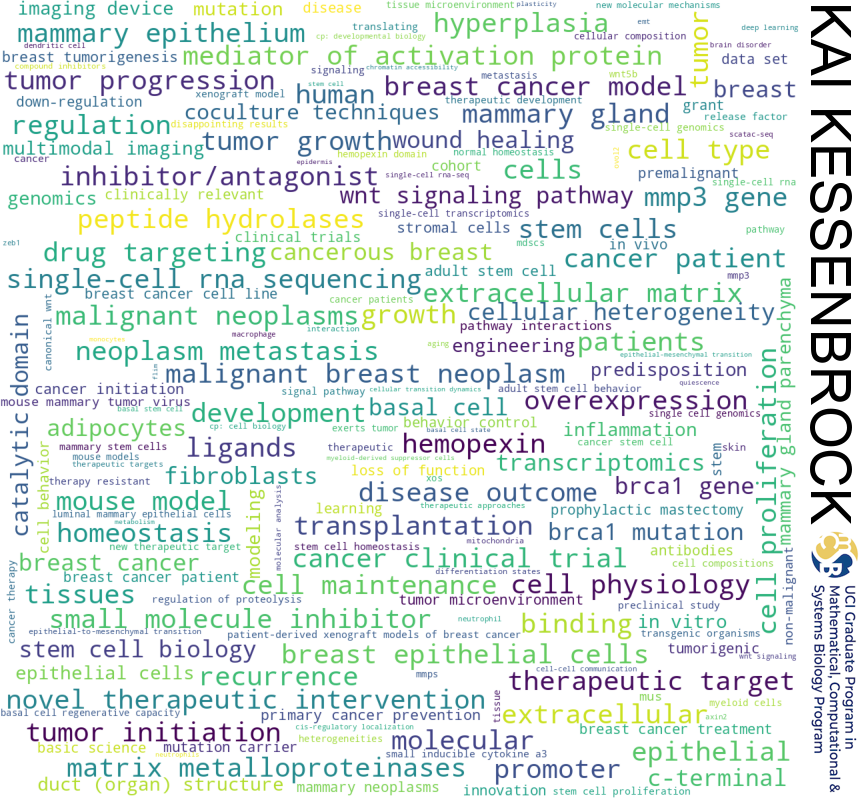 imaging device
mutation
disease
tissue microenvironment
plasticity
new molecular mechanisms
mammary epithelium
translating
cp: developmental biology
hyperplasia
emt
cellular composition
tumor
deep learning
dendritic cell
breast tumorigenesis
mediator of activation protein
brain disorder
data set
compound inhibitors
signaling
chromatin accessibility
tumor progression
stem cell
metastasis
wnt5b
breast cancer model
breast
down-regulation
xenograft model
human
therapeutic development
grant
coculture techniques
mammary gland
release factor
regulation
disappointing results
single-cell genomics
scatac-seq
multimodal imaging
tumor growth
wound healing
cell type
cancer
epidermis
hemopexin domain
normal homeostasis
cohort
inhibitor/antagonist
single-cell rna-seq
cells
premalignant
single-cell rna
genomics
clinically relevant
wnt signaling pathway
mmp3 gene
peptide hydrolases
single-cell transcriptomics
stromal cells
stem cells
pathway
zeb1
clinical trials
mdscs
in vivo
drug targeting
cancerous breast
cancer patient
single-cell rna sequencing
adult stem cell
mmp3
breast cancer cell line
cancer patients
extracellular matrix
canonical wnt
malignant neoplasms
growth
cellular heterogeneity
interaction
pathway interactions
macrophage
monocytes
neoplasm metastasis
aging
engineering
patients
epithelial-mesenchymal transition
flim
malignant breast neoplasm
predisposition
quiescence
cancer initiation
signal pathway
cellular transition dynamics
adult stem cell behavior
mouse mammary tumor virus
basal stem cell
development
basal cell
overexpression
single cell genomics
catalytic domain
adipocytes
cp: cell biology
exerts tumor
behavior control
basal cell state
inflammation
mammary stem cells
ligands
therapeutic
hemopexin
cancer stem cell
skin
mouse models
therapeutic targets
myeloid-derived suppressor cells
transcriptomics
stem
cell behavior
therapy resistant
fibroblasts
loss of function
xos
disease outcome
brca1 gene
mouse model
modeling
molecular analysis
learning
therapeutic approaches
prophylactic mastectomy
luminal mammary epithelial cells
metabolism
homeostasis
transplantation
brca1 mutation
mitochondria
new therapeutic target
stem cell homeostasis
antibodies
breast cancer
cancer clinical trial
cell compositions
differentiation states
breast cancer patient
cell maintenance
cell physiology
cancer therapy
tissues
regulation of proteolysis
tumor microenvironment
preclinical study
small molecule inhibitor
neutrophil
binding
in vitro
epithelial-to-mesenchymal transition
patient-derived xenograft models of breast cancer
transgenic organisms
stem cell biology
breast epithelial cells
tumorigenic
wnt signaling
cell-cell communication
epithelial cells
recurrence
mmps
therapeutic target
novel therapeutic intervention
tissue
mus
myeloid cells
basal cell regenerative capacity
primary cancer prevention
extracellular
axin2
tumor initiation
cis-regulatory localization
breast cancer treatment
heterogeneities
molecular
basic science
mutation carrier
neutrophils
small inducible cytokine a3
epithelial
matrix metalloproteinases
promoter
c-terminal
duct (organ) structure
mammary neoplasms
innovation
stem cell proliferation
cell proliferation
mammary gland parenchyma
non-malignant
KAI KESSENBROCK
UCI Graduate Program in
Mathematical, Computational &
Systems Biology Program